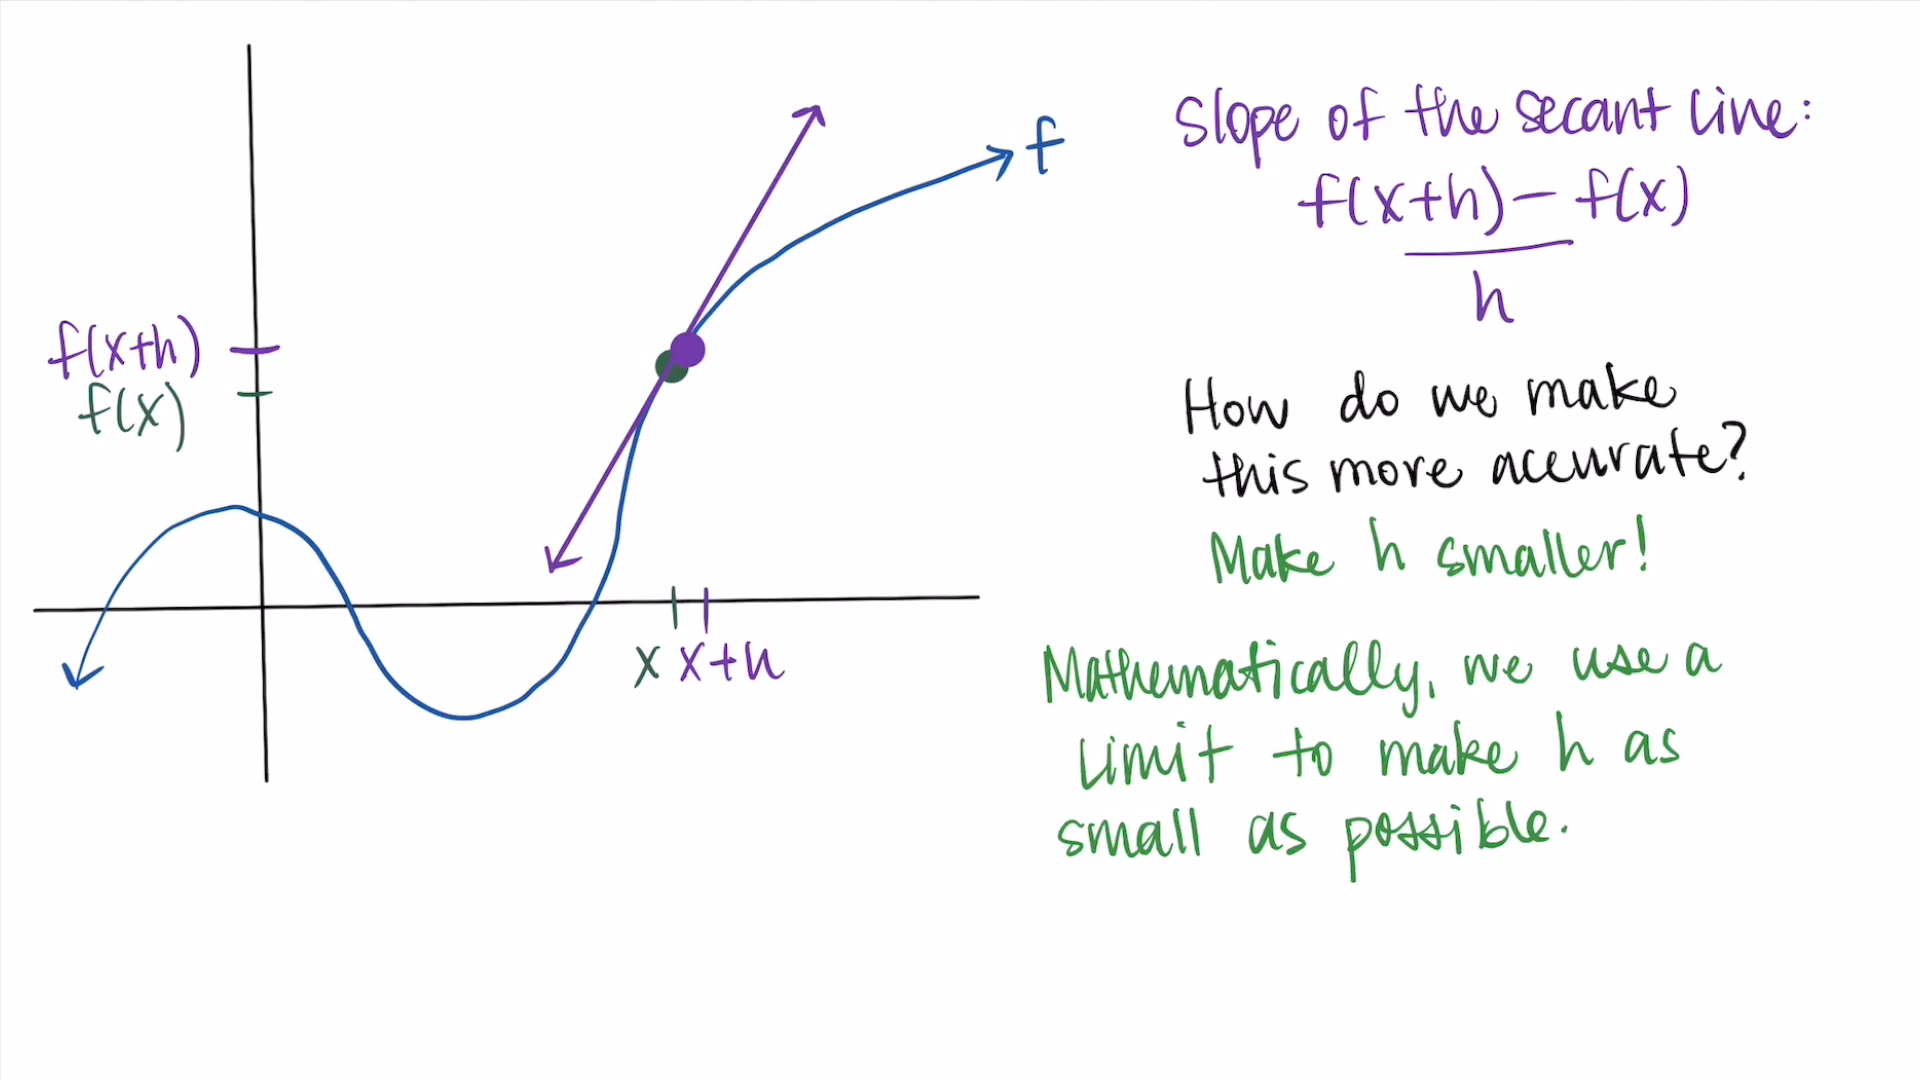 f
f(x+h)
f(x)
x x+h
Slope of the secant line:
f(x+h) - f(x)
h
How do we make
this more accurate?
Make h smaller!
Mathematically, we use a
limit to make h as
small as possible.